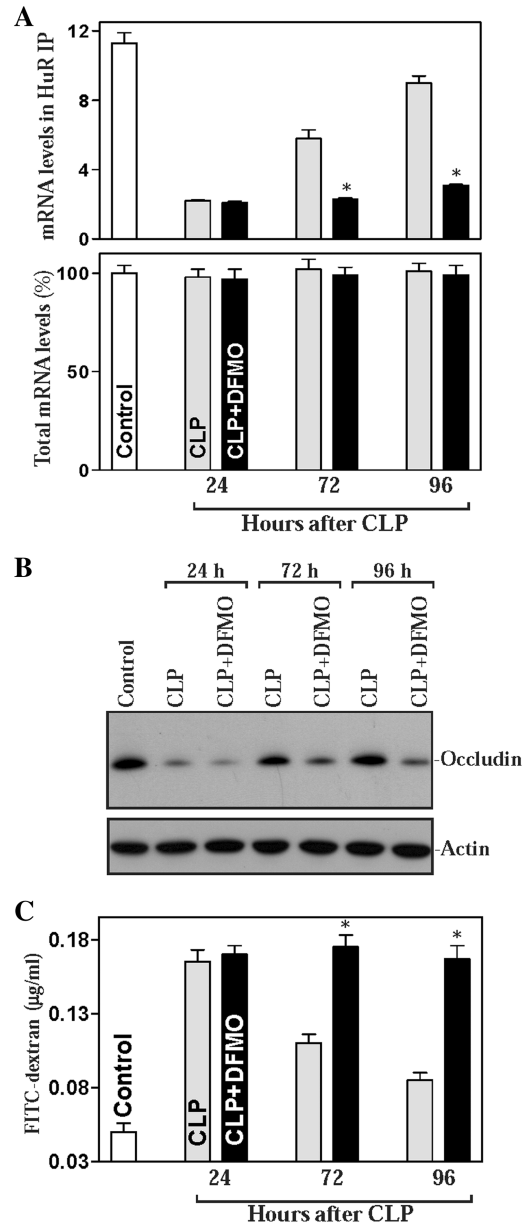 A
mRNA levels in HuR IP
12
8
4
0
Total mRNA levels (%)
100
50
0
Control
CLP
CLP+DFMO
*
*
24
72
96
Hours after CLP
B
24 h
72 h
96 h
Control
CLP
CLP+DFMO
CLP
CLP+DFMO
CLP
CLP+DFMO
-Occludin
-Actin
C
FITC-dextran (µg/ml)
0.18
0.13
0.08
0.03
Control
CLP
CLP+DFMO
*
*
24
72
96
Hours after CLP